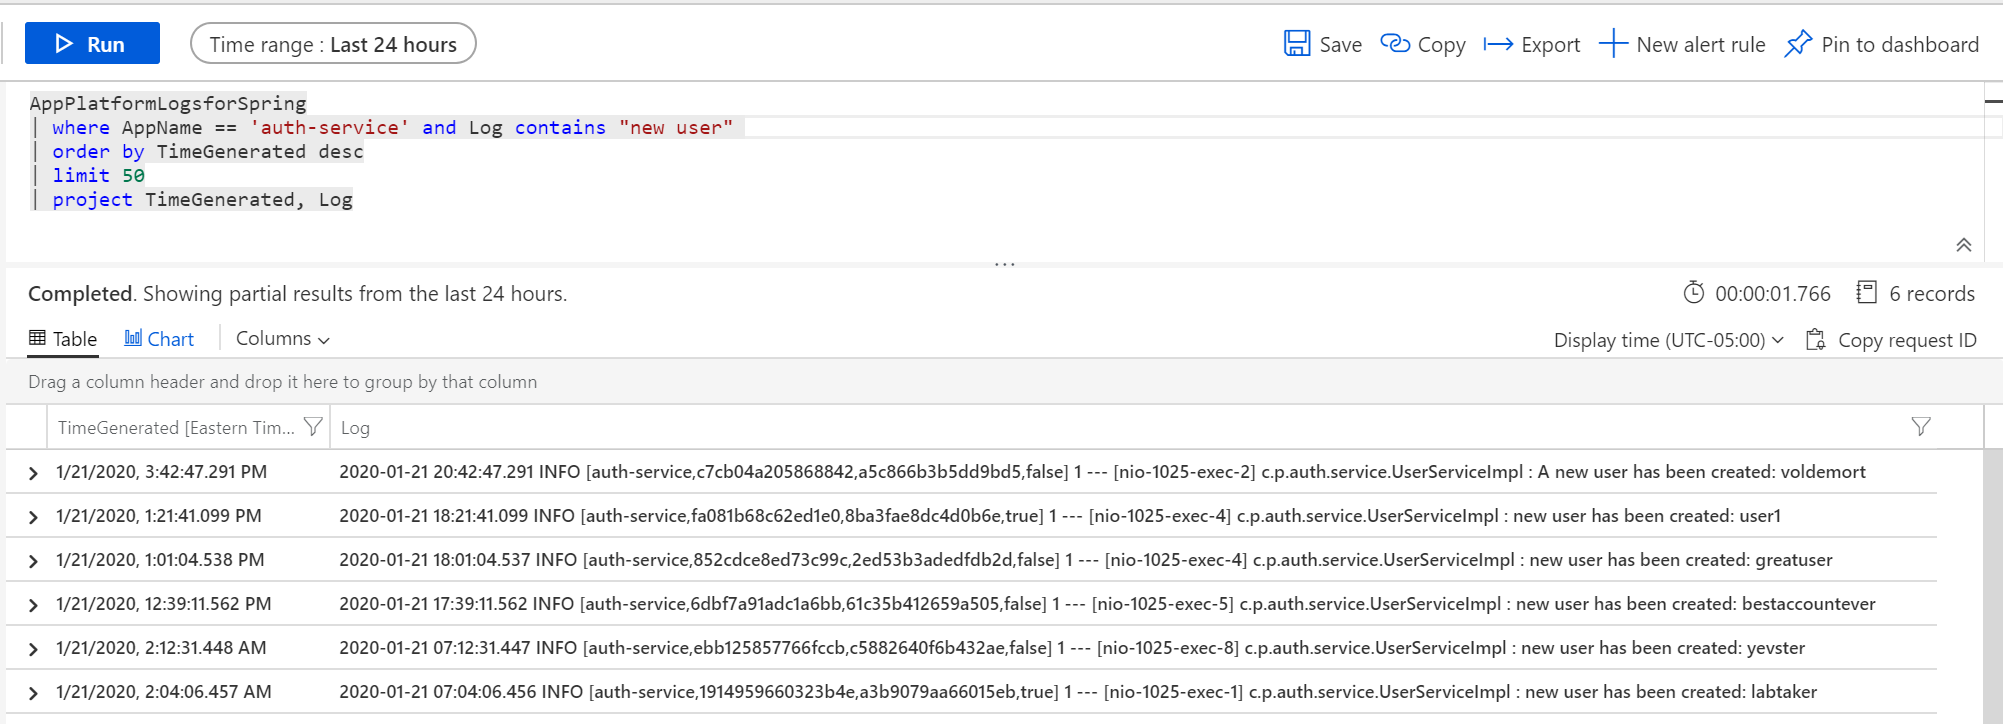 Run
Time range : Last 24 hours
Save
Copy
Export
New alert rule
Pin to dashboard
AppPlatformLogsforSpring
| where AppName == 'auth-service' and Log contains "new user"
| order by TimeGenerated desc
| limit 50
| project TimeGenerated, Log
Completed. Showing partial results from the last 24 hours.
00:00:01.766
6 records
Table
Chart
Columns
Display time (UTC-05:00)
Copy request ID
Drag a column header and drop it here to group by that column
TimeGenerated [Eastern Tim...
Log
1/21/2020, 3:42:47.291 PM 2020-01-21 20:42:47.291 INFO [auth-service,c7cb04a205868842,a5c866b3b5dd9bd5,false] 1 --- [nio-1025-exec-2] c.p.auth.service.UserServiceImpl : A new user has been created: voldemort
1/21/2020, 1:21:41.099 PM 2020-01-21 18:21:41.099 INFO [auth-service,fa081b68c62ed1e0,8ba3fae8dc4d0b6e,true] 1 --- [nio-1025-exec-4] c.p.auth.service.UserServiceImpl : new user has been created: user1
1/21/2020, 1:01:04.538 PM 2020-01-21 18:01:04.537 INFO [auth-service,852cdce8ed73c99c,2ed53b3adedfdb2d,false] 1 --- [nio-1025-exec-4] c.p.auth.service.UserServiceImpl : new user has been created: greatuser
1/21/2020, 12:39:11.562 PM 2020-01-21 17:39:11.562 INFO [auth-service,6dbf7a91adc1a6bb,61c35b412659a505,false] 1 --- [nio-1025-exec-5] c.p.auth.service.UserServiceImpl : new user has been created: bestaccountever
1/21/2020, 2:12:31.448 AM 2020-01-21 07:12:31.447 INFO [auth-service,ebb125857766fccb,c5882640f6b432ae,false] 1 --- [nio-1025-exec-8] c.p.auth.service.UserServiceImpl : new user has been created: yevster
1/21/2020, 2:04:06.457 AM 2020-01-21 07:04:06.456 INFO [auth-service,1914959660323b4e,a3b9079aa66015eb,true] 1 --- [nio-1025-exec-1] c.p.auth.service.UserServiceImpl : new user has been created: labtaker